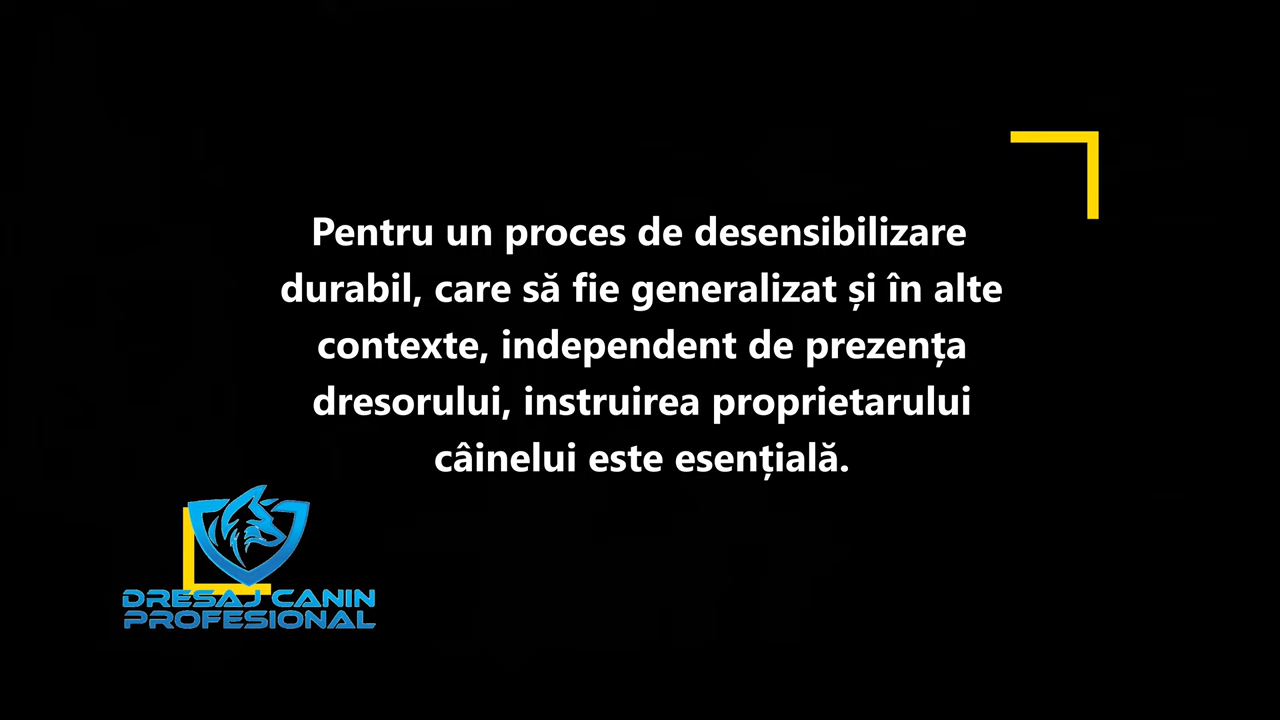 Pentru un proces de desensibilizare
durabil, care să fie generalizat și în alte
contexte, independent de prezența
dresorului, instruirea proprietarului
câinelui este esențială.
DRESAJ CANIN
PROFESIONAL